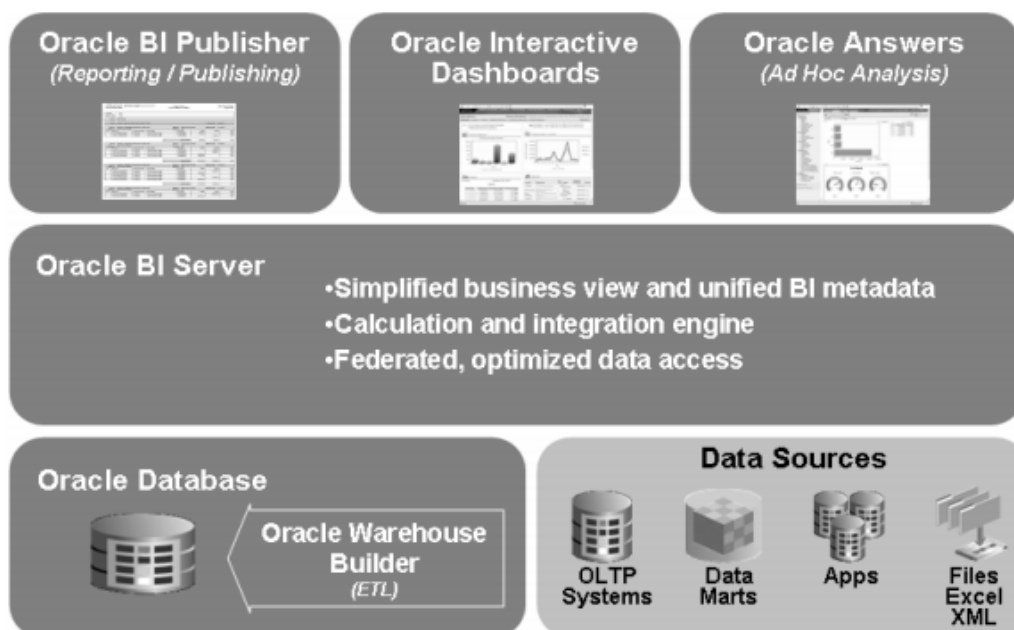 Oracle BI Publisher
(Reporting / Publishing)
Oracle Interactive
Dashboards
Oracle Answers
(Ad Hoc Analysis)
Oracle BI Server
•Simplified business view and unified BI metadata
•Calculation and integration engine
•Federated, optimized data access
Oracle Database
Oracle Warehouse
Builder
(ETL)
Data Sources
OLTP
Systems
Data
Marts
Apps
Files
Excel
XML